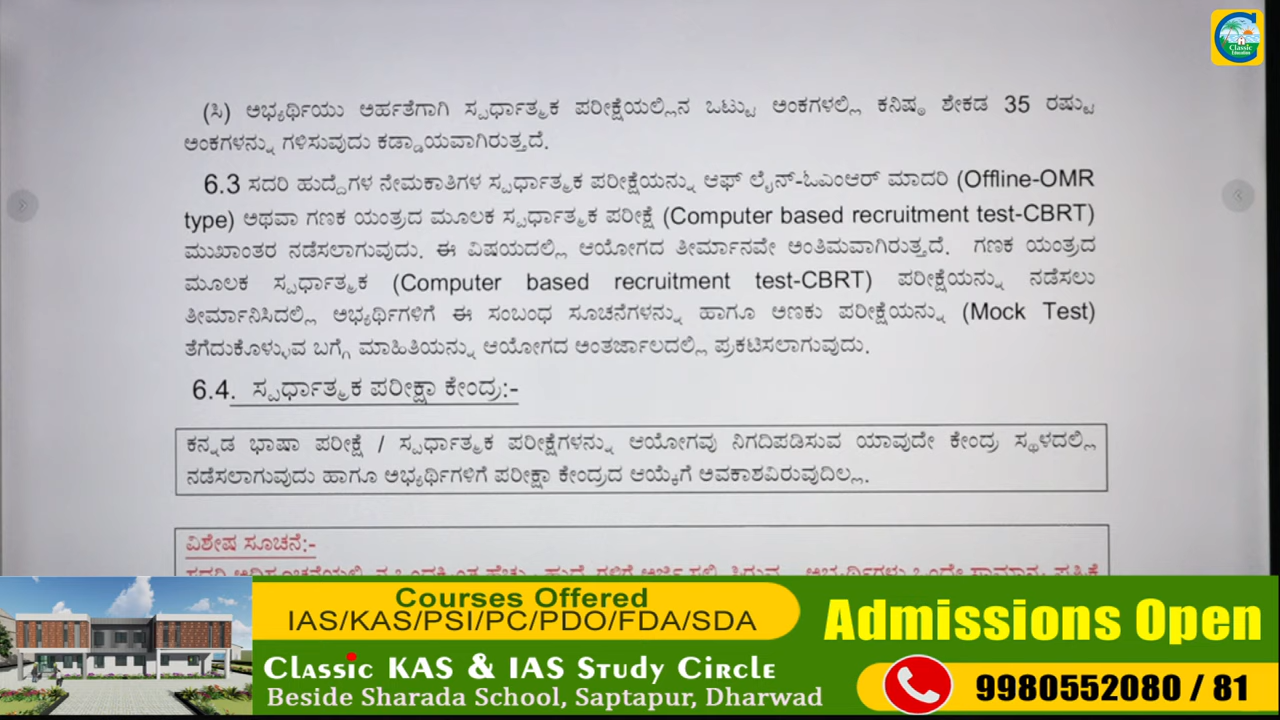 Classic
Education
(ಸಿ) ಅಭ್ಯರ್ಥಿಯು ಅರ್ಹತೆಗಾಗಿ ಸ್ಪರ್ಧಾತ್ಮಕ ಪರೀಕ್ಷೆಯಲ್ಲಿನ ಒಟ್ಟು ಅಂಕಗಳಲ್ಲಿ ಕನಿಷ್ಠ ಶೇಕಡ 35 ರಷ್ಟು
ಅಂಕಗಳನ್ನು ಗಳಿಸುವುದು ಕಡ್ಡಾಯವಾಗಿರುತ್ತದೆ.
6.3 ಸದರಿ ಹುದ್ದೆಗಳ ನೇಮಕಾತಿಗಳ ಸ್ಪರ್ಧಾತ್ಮಕ ಪರೀಕ್ಷೆಯನ್ನು ಆಫ್ ಲೈನ್-ಓಎಂಆರ್ ಮಾದರಿ (Offline-OMR
type) ಅಥವಾ ಗಣಕ ಯಂತ್ರದ ಮೂಲಕ ಸ್ಪರ್ಧಾತ್ಮಕ ಪರೀಕ್ಷೆ (Computer based recruitment test-CBRT)
ಮುಖಾಂತರ ನಡೆಸಲಾಗುವುದು. ಈ ವಿಷಯದಲ್ಲಿ ಆಯೋಗದ ತೀರ್ಮಾನವೇ ಅಂತಿಮವಾಗಿರುತ್ತದೆ. ಗಣಕ ಯಂತ್ರದ
ಮೂಲಕ ಸ್ಪರ್ಧಾತ್ಮಕ (Computer based recruitment test-CBRT) ಪರೀಕ್ಷೆಯನ್ನು ನಡೆಸಲು
ತೀರ್ಮಾನಿಸಿದಲ್ಲಿ ಅಭ್ಯರ್ಥಿಗಳಿಗೆ ಈ ಸಂಬಂಧ ಸೂಚನೆಗಳನ್ನು ಹಾಗೂ ಅಣಕು ಪರೀಕ್ಷೆಯನ್ನು (Mock Test)
ತೆಗೆದುಕೊಳ್ಳುವ ಬಗ್ಗೆ ಮಾಹಿತಿಯನ್ನು ಆಯೋಗದ ಅಂತರ್ಜಾಲದಲ್ಲಿ ಪ್ರಕಟಿಸಲಾಗುವುದು.
6.4. ಸ್ಪರ್ಧಾತ್ಮಕ ಪರೀಕ್ಷಾ ಕೇಂದ್ರ:-
ಕನ್ನಡ ಭಾಷಾ ಪರೀಕ್ಷೆ / ಸ್ಪರ್ಧಾತ್ಮಕ ಪರೀಕ್ಷೆಗಳನ್ನು ಆಯೋಗವು ನಿಗದಿಪಡಿಸುವ ಯಾವುದೇ ಕೇಂದ್ರ ಸ್ಥಳದಲ್ಲಿ
ನಡೆಸಲಾಗುವುದು ಹಾಗೂ ಅಭ್ಯರ್ಥಿಗಳಿಗೆ ಪರೀಕ್ಷಾ ಕೇಂದ್ರದ ಆಯ್ಕೆಗೆ ಅವಕಾಶವಿರುವುದಿಲ್ಲ.
ವಿಶೇಷ ಸೂಚನೆ:-
Courses Offered
IAS/KAS/PSI/PC/PDO/FDA/SDA
Classic KAS & IAS Study Circle
Beside Sharada School, Saptapur, Dharwad
Admissions Open
9980552080 / 81